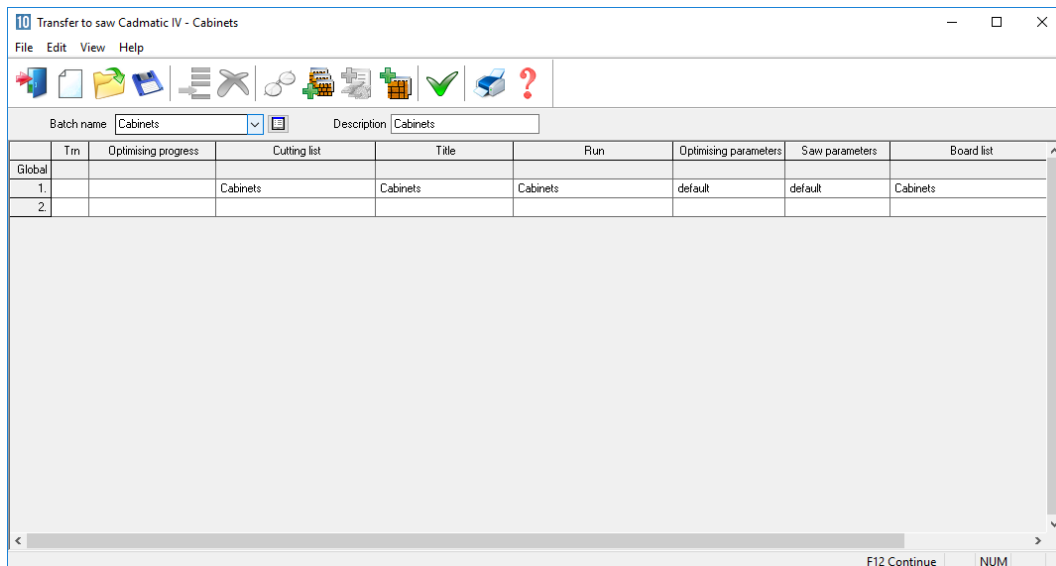 10 Transfer to saw Cadmatic IV - Cabinets
File Edit View Help
Batch name Cabinets Description Cabinets
Trn Optimising progress Cutting list Title Run Optimising parameters Saw parameters Board list
Global
1. Cabinets Cabinets Cabinets default default Cabinets
2.
F12 Continue NUM